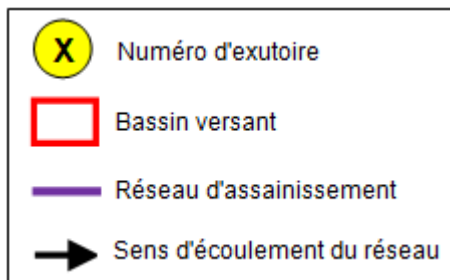 X Numéro d'exutoire
Bassin versant
Réseau d'assainissement
Sens d'écoulement du réseau